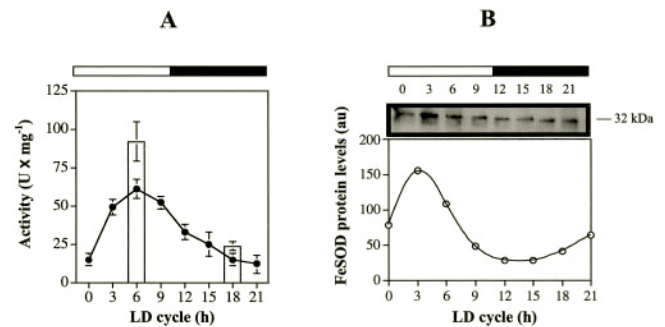 A
125
100
75
50
25
0
Activity (U x mg⁻¹)
0 3 6 9 12 15 18 21
LD cycle (h)
B
0 3 6 9 12 15 18 21
32 kDa
200
150
100
50
0
FeSOD protein levels (au)
0 3 6 9 12 15 18 21
LD cycle (h)